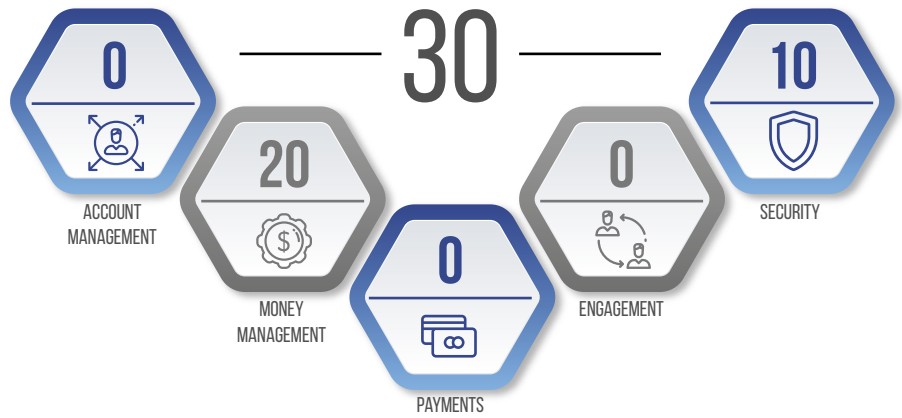 30
0
ACCOUNT
MANAGEMENT
20
$
MONEY
MANAGEMENT
0
PAYMENTS
0
ENGAGEMENT
10
SECURITY